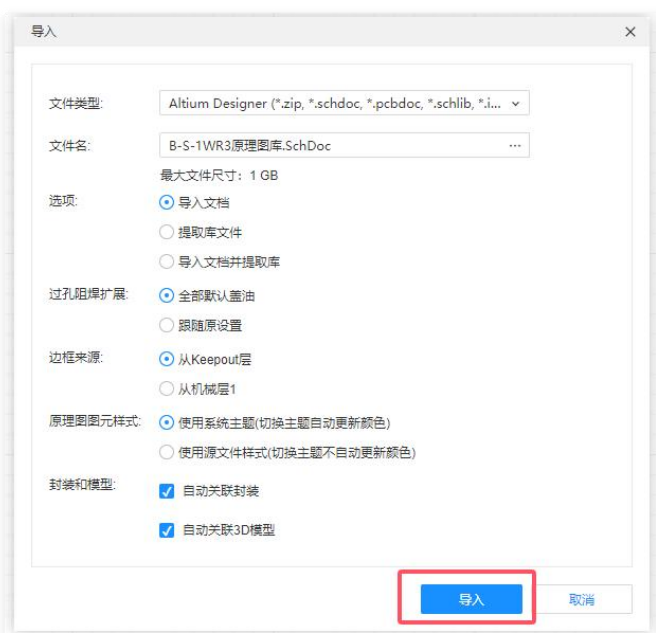 导入
文件类型: Altium Designer (*.zip, *.schdoc, *.pcbdoc, *.schlib, *.i...
文件名: B-S-1WR3原理图库.SchDoc ...
最大文件尺寸：1 GB
选项: 导入文档
提取库文件
导入文档并提取库
过孔阻焊扩展: 全部默认盖油
跟随原设置
边框来源: 从Keepout层
从机械层1
原理图图元样式: 使用系统主题(切换主题自动更新颜色)
使用源文件样式(切换主题不自动更新颜色)
封装和模型: 自动关联封装
自动关联3D模型
导入 取消